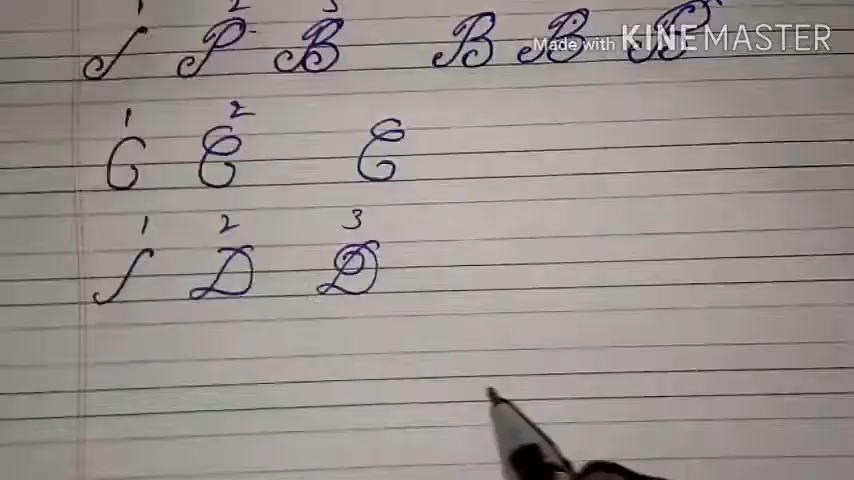 1 2 3
P B B B B Made with KINEMASTER
1 2
C C C
1 2 3
D D